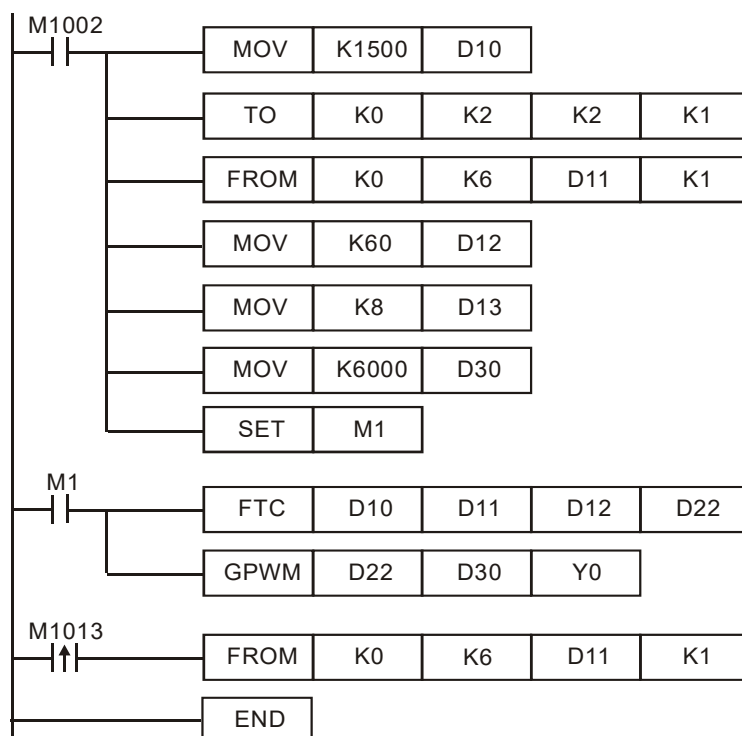 M1002
MOV K1500 D10
TO K0 K2 K2 K1
FROM K0 K6 D11 K1
MOV K60 D12
MOV K8 D13
MOV K6000 D30
SET M1
M1
FTC D10 D11 D12 D22
GPWM D22 D30 Y0
M1013
FROM K0 K6 D11 K1
END